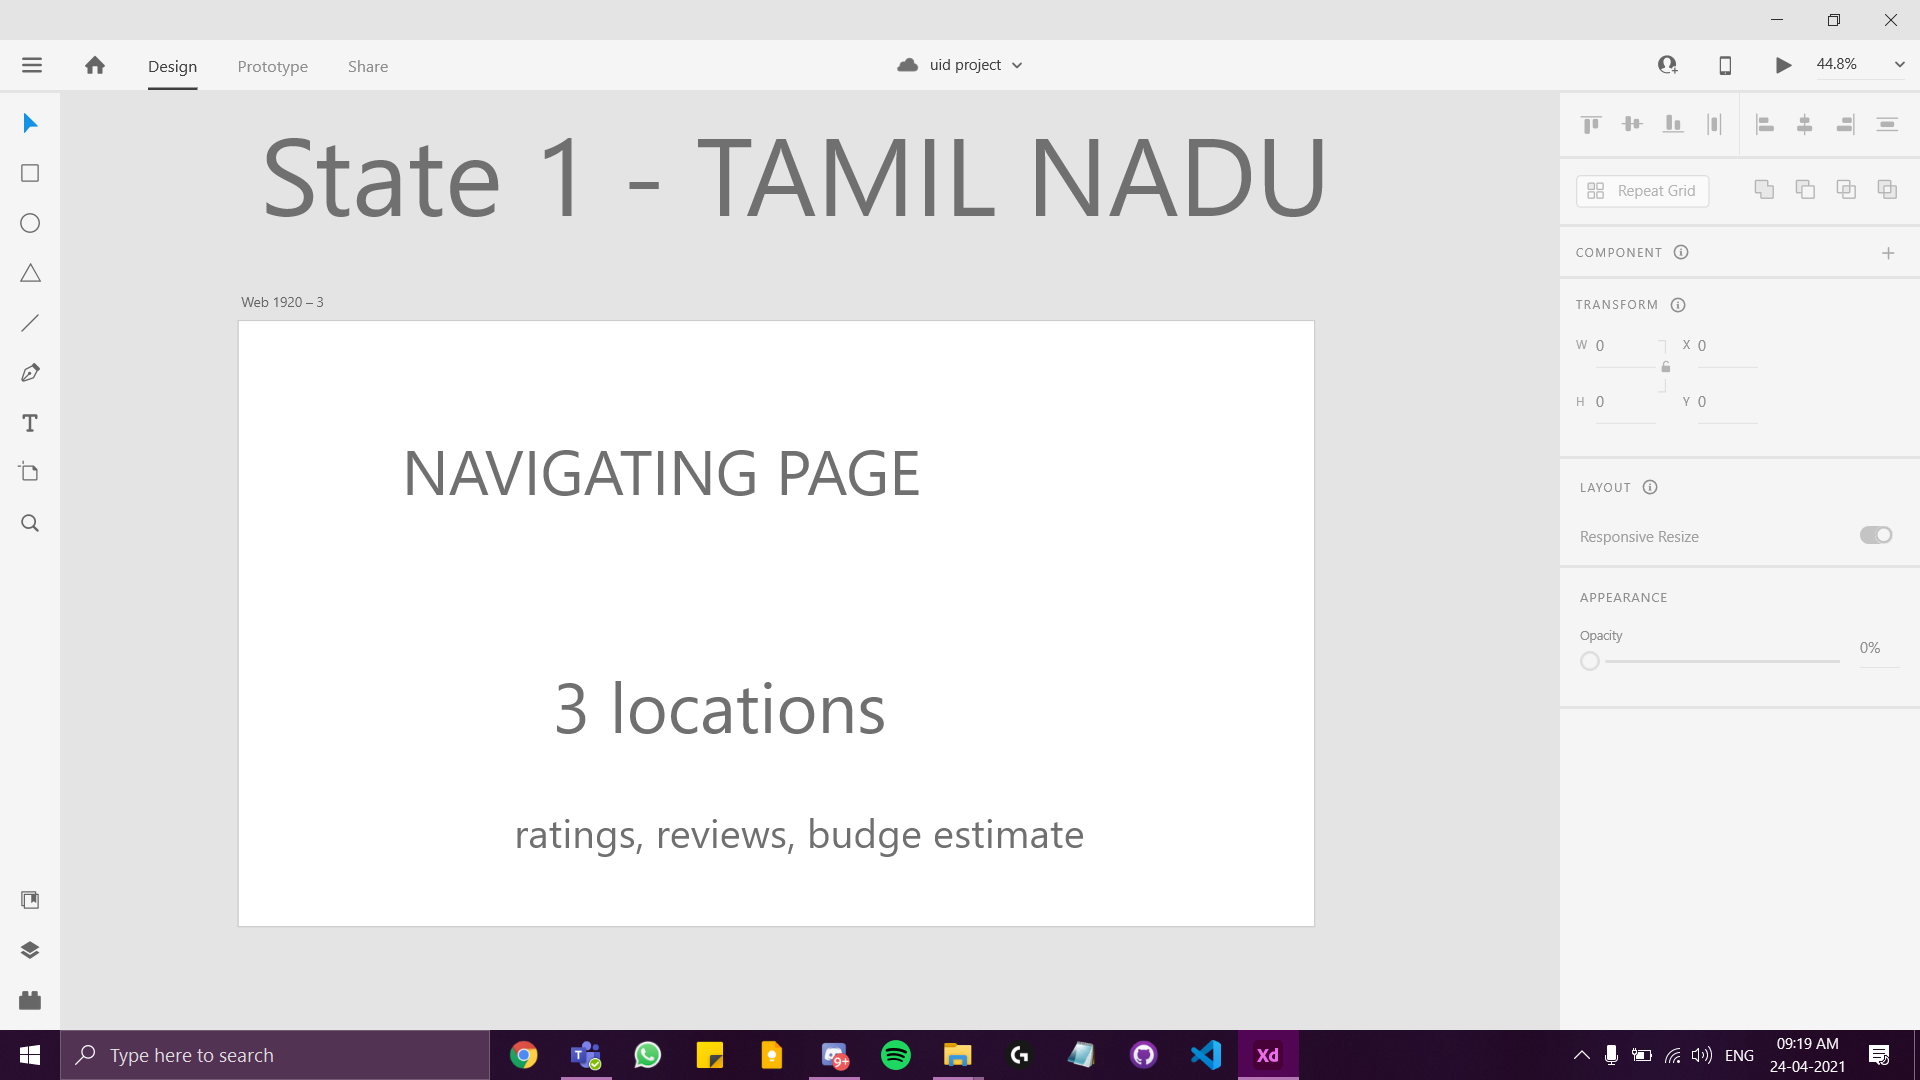 Design Prototype Share uid project 44.8%
State 1 - TAMIL NADU
Repeat Grid
COMPONENT
TRANSFORM
Web 1920 – 3
W 0 X 0
H 0 Y 0
NAVIGATING PAGE
LAYOUT
Responsive Resize
APPEARANCE
Opacity
0%
3 locations
ratings, reviews, budge estimate
Type here to search
9+
Xd
ENG
09:19 AM
24-04-2021